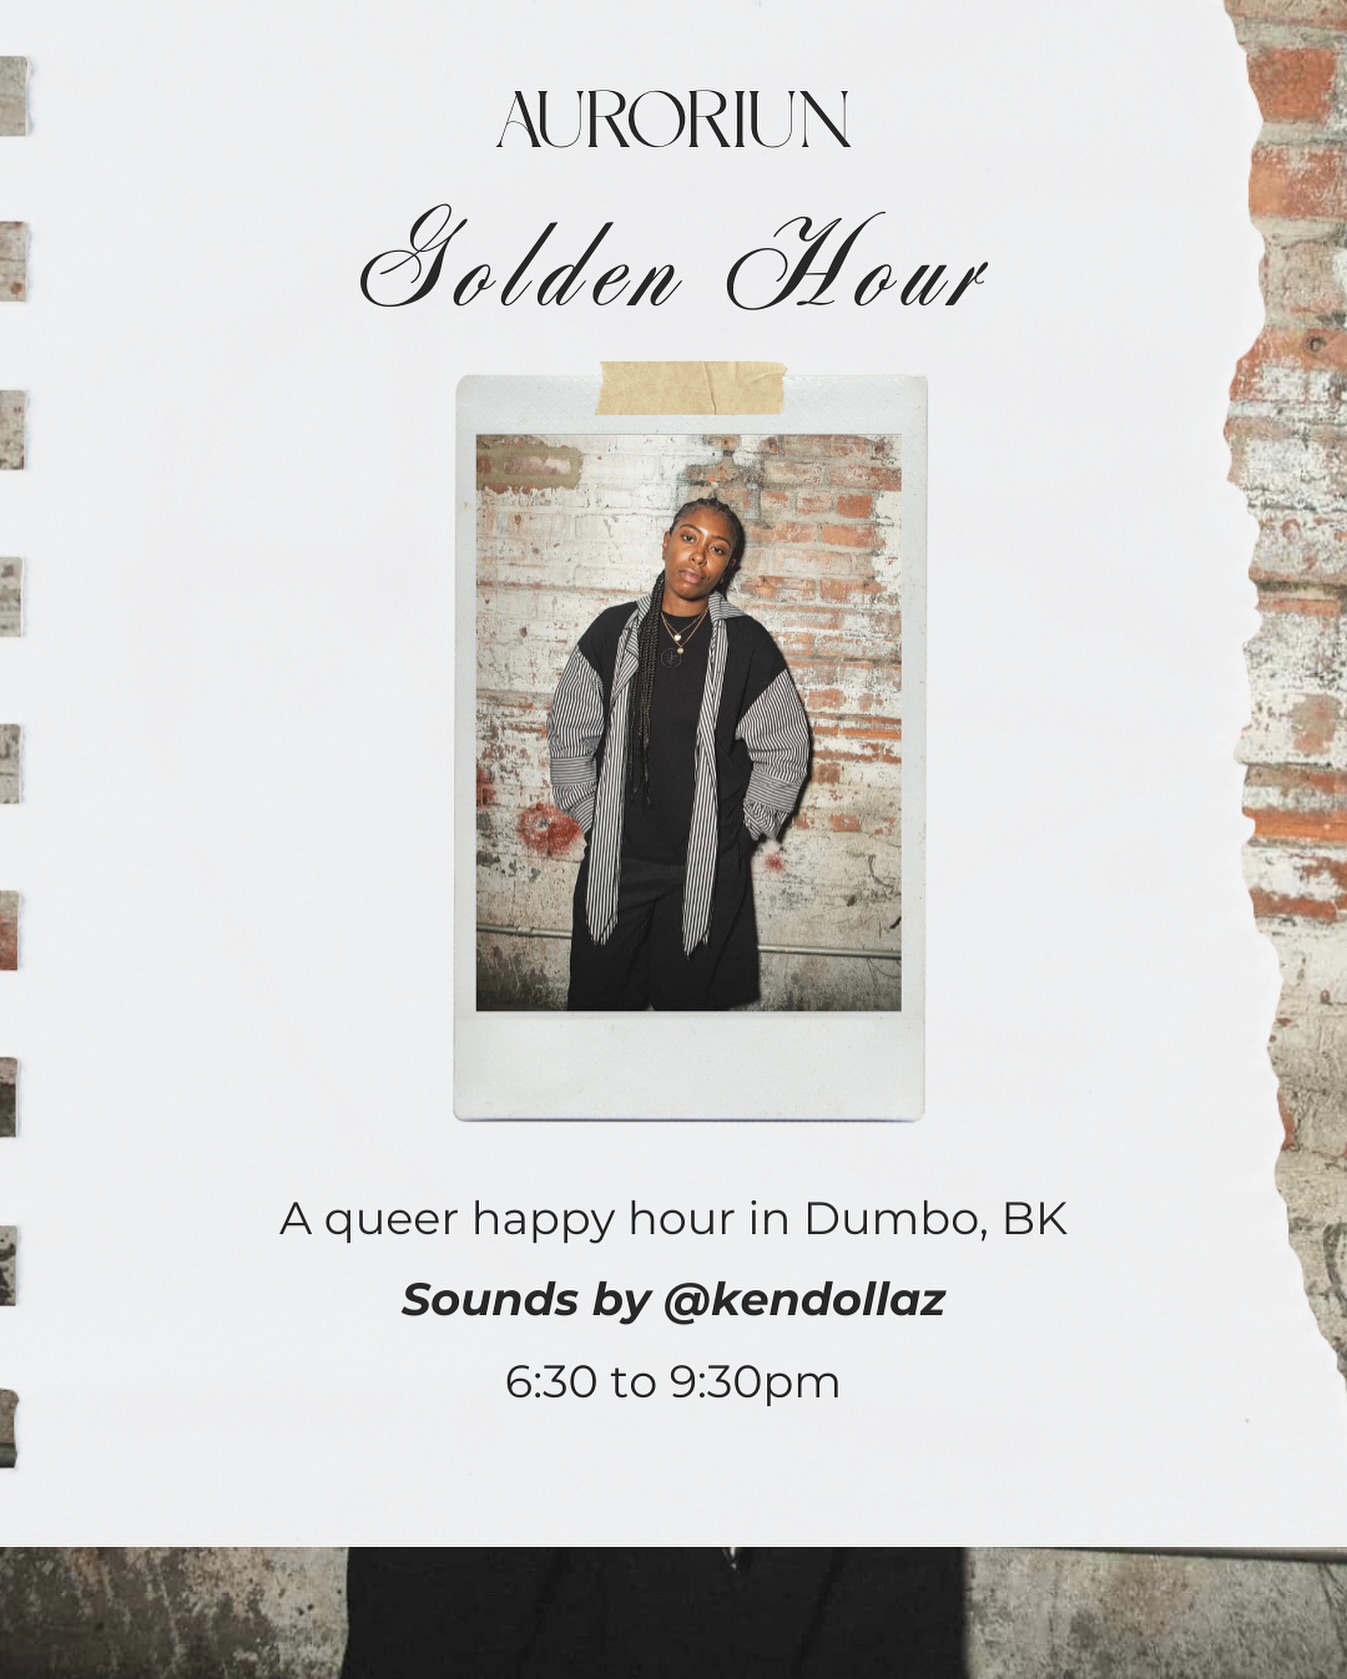 AURORIUN
Golden Hour
A queer happy hour in Dumbo, BK
Sounds by @kendollaz
6:30 to 9:30pm